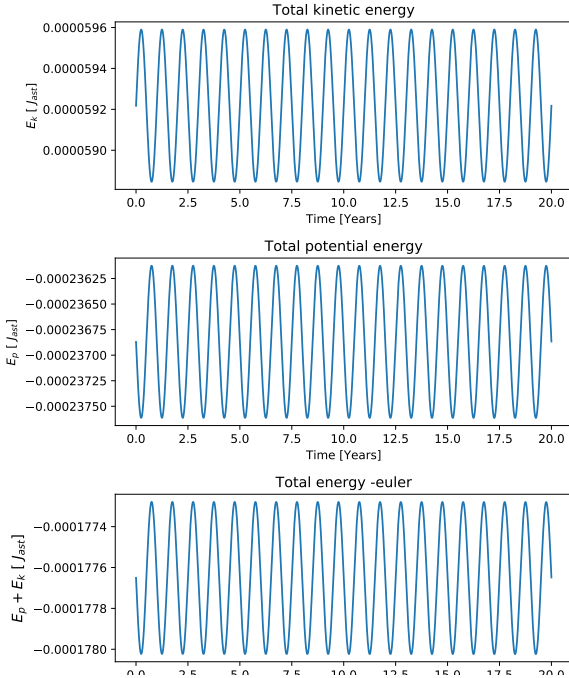 Total kinetic energy
0.0000596
0.0000594
0.0000592
0.0000590
E_k [ J_ast]
0.0 2.5 5.0 7.5 10.0 12.5 15.0 17.5 20.0
Time [Years]
Total potential energy
−0.00023625
−0.00023650
−0.00023675
−0.00023700
−0.00023725
−0.00023750
E_p [ J_ast]
0.0 2.5 5.0 7.5 10.0 12.5 15.0 17.5 20.0
Time [Years]
Total energy -euler
−0.0001774
−0.0001776
−0.0001778
−0.0001780
E_p + E_k [ J_ast]
0.0 2.5 5.0 7.5 10.0 12.5 15.0 17.5 20.0